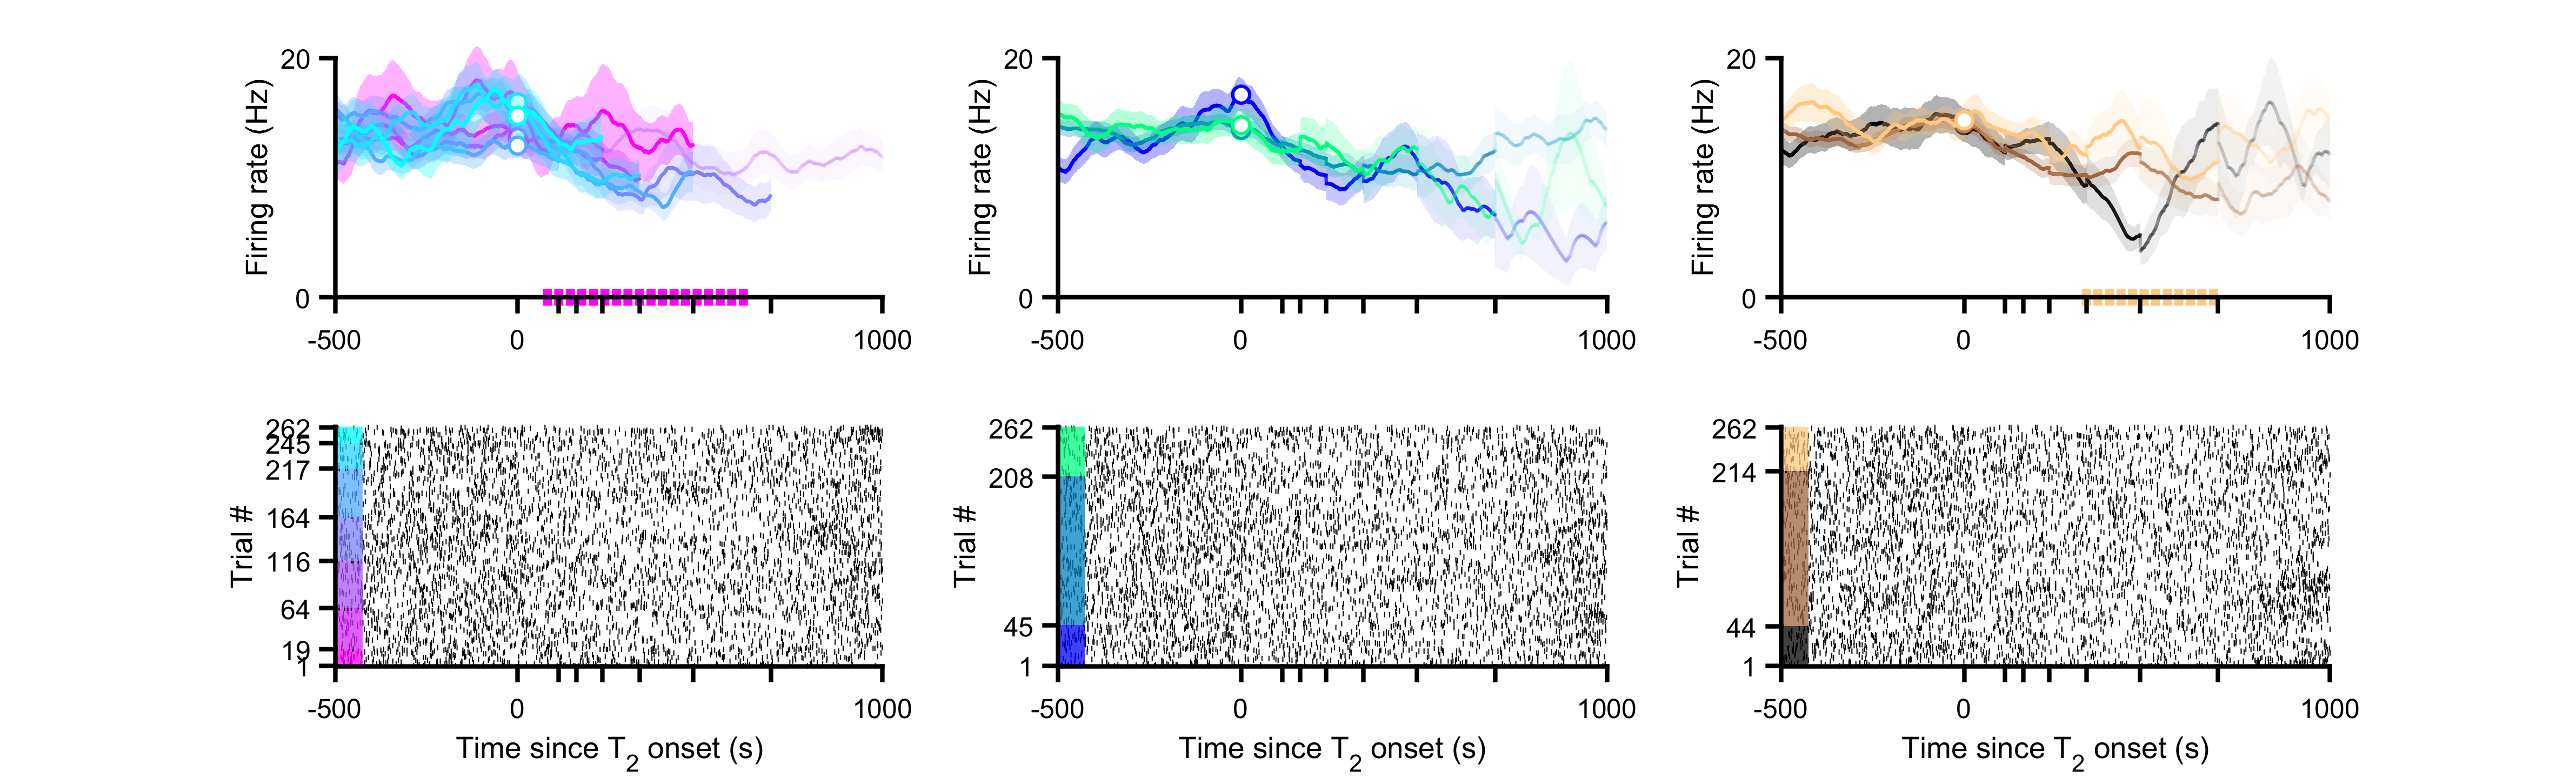 20
Firing rate (Hz)
0
-500 0 1000
20
Firing rate (Hz)
0
-500 0 1000
20
Firing rate (Hz)
0
-500 0 1000
262
245
217
164
116
64
19
1
Trial #
-500 0 1000
Time since T2 onset (s)
262
208
45
1
Trial #
-500 0 1000
Time since T2 onset (s)
262
214
44
1
Trial #
-500 0 1000
Time since T2 onset (s)